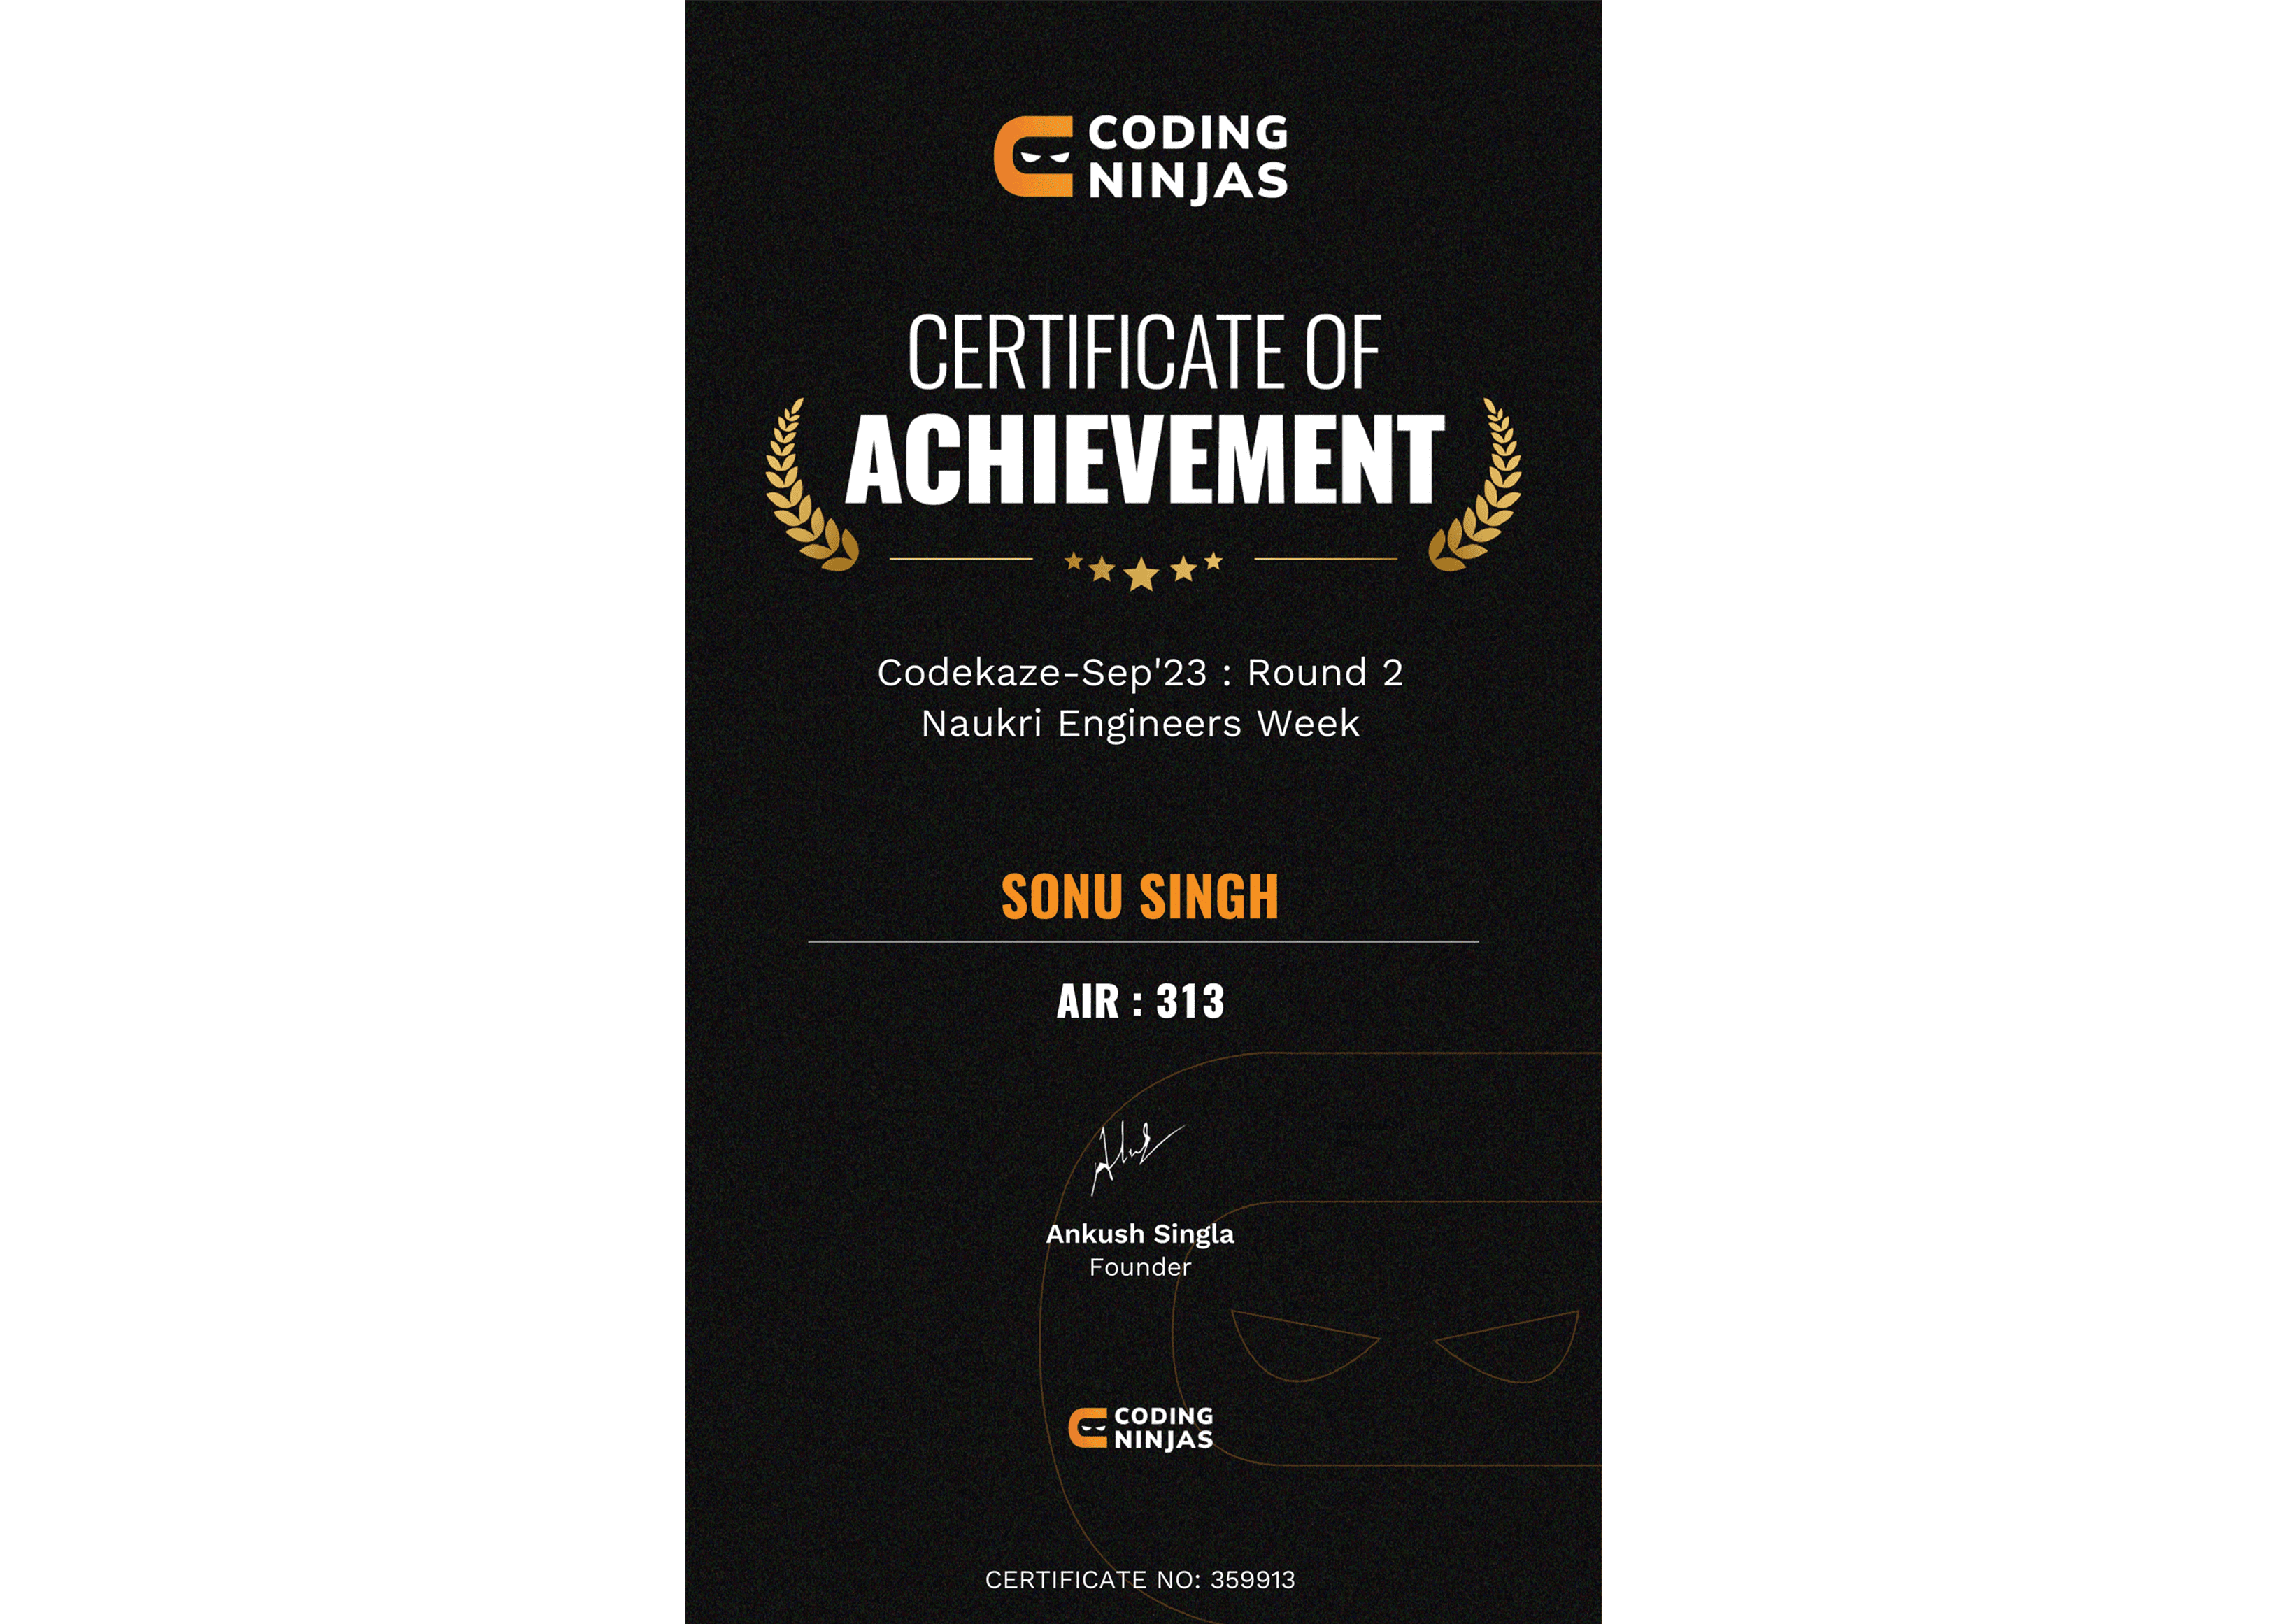 CODING
NINJAS
CERTIFICATE OF
ACHIEVEMENT
Codekaze-Sep'23 : Round 2
Naukri Engineers Week
SONU SINGH
AIR : 313
Ankush Singla
Founder
CODING
NINJAS
CERTIFICATE NO: 359913